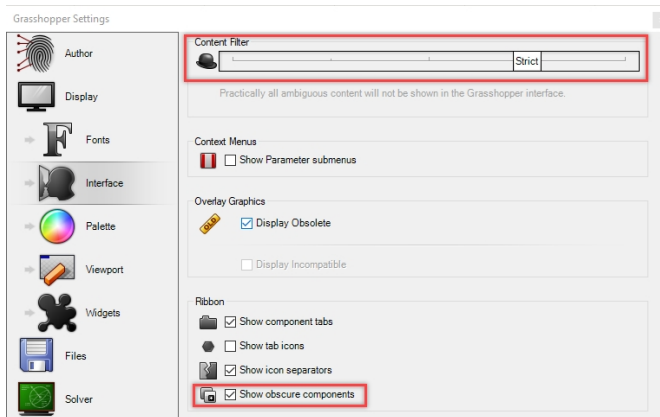 Grasshopper Settings
Author
Display
Fonts
Interface
Palette
Viewport
Widgets
Files
Solver
Content Filter
Strict
Practically all ambiguous content will not be shown in the Grasshopper interface.
Context Menus
Show Parameter submenus
Overlay Graphics
OLD
Display Obsolete
Display Incompatible
Ribbon
Show component tabs
Show tab icons
Show icon separators
Show obscure components